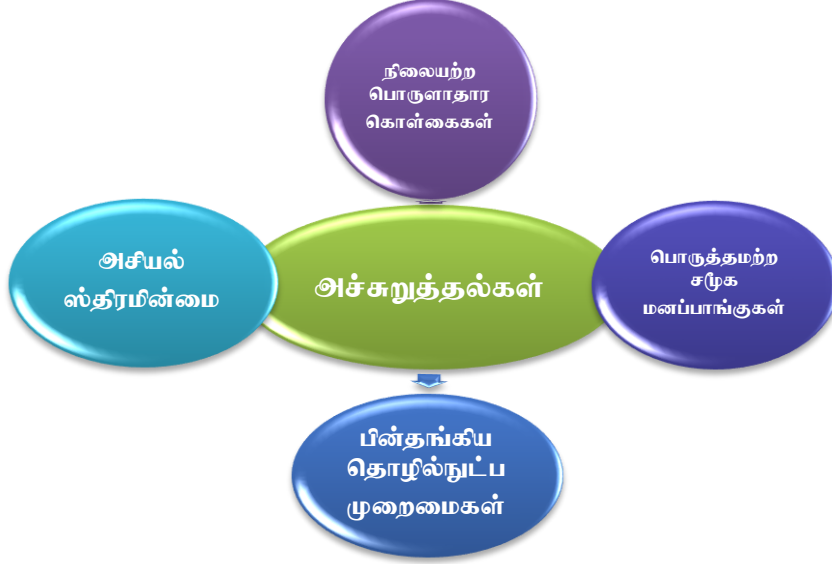 நிலையற்ற
பொருளாதார
கொள்கைகள்
அசியல்
ஸ்திரமின்மை
அச்சுறுத்தல்கள்
பொருத்தமற்ற
சமூக
மனப்பாங்குகள்
பின்தங்கிய
தொழில்நுட்ப
முறைமைகள்